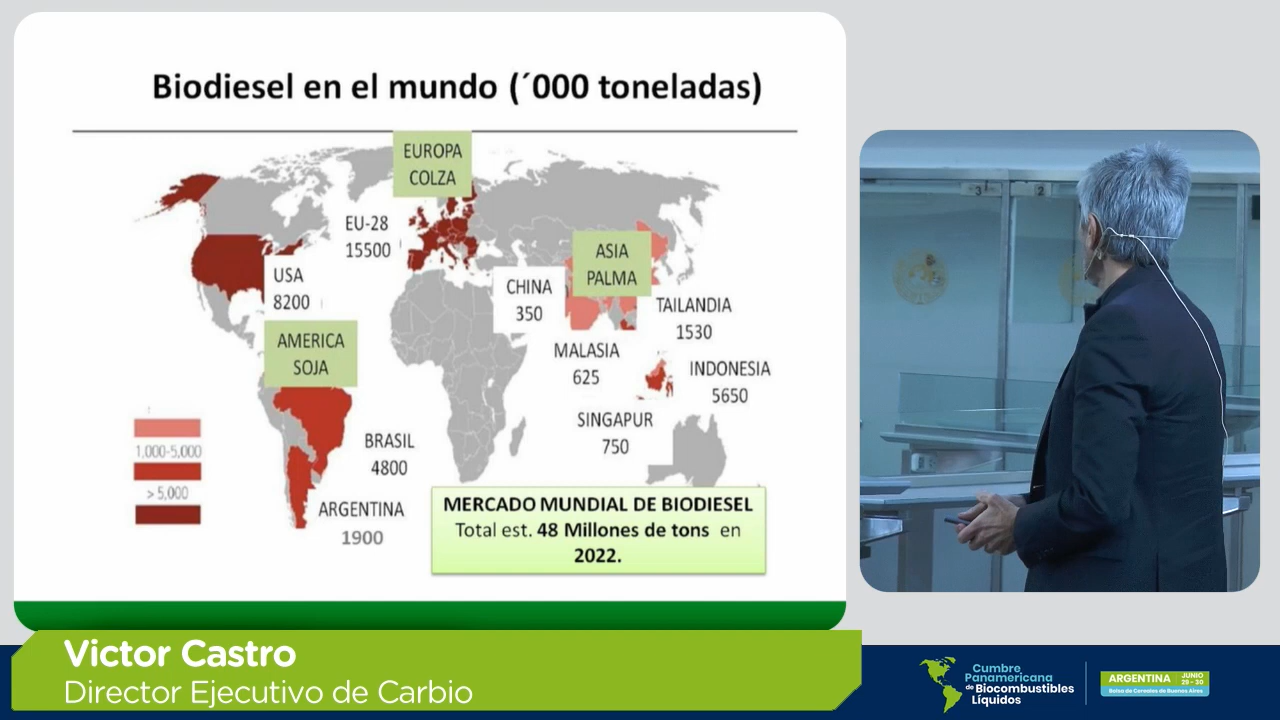 Biodiesel en el mundo (´000 toneladas)
EUROPA
COLZA
EU-28
15500
ASIA
PALMA
USA
8200
CHINA
350
TAILANDIA
1530
AMERICA
SOJA
MALASIA
625
INDONESIA
5650
SINGAPUR
750
1,000-5,000
> 5,000
BRASIL
4800
ARGENTINA
1900
MERCADO MUNDIAL DE BIODIESEL
Total est. 48 Millones de tons en
2022.
3
2
Victor Castro
Director Ejecutivo de Carbio
Cumbre
Panamericana
de Biocombustibles
Líquidos
ARGENTINA
JUNIO
29 - 30
Bolsa de Cereales de Buenos Aires